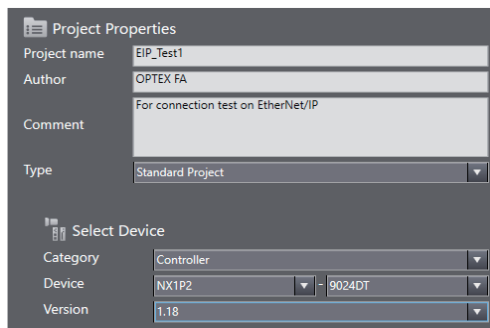 Project Properties
Project name EIP_Test1
Author OPTEX FA
Comment For connection test on EtherNet/IP
Type Standard Project
Select Device
Category Controller
Device NX1P2 - 9024DT
Version 1.18